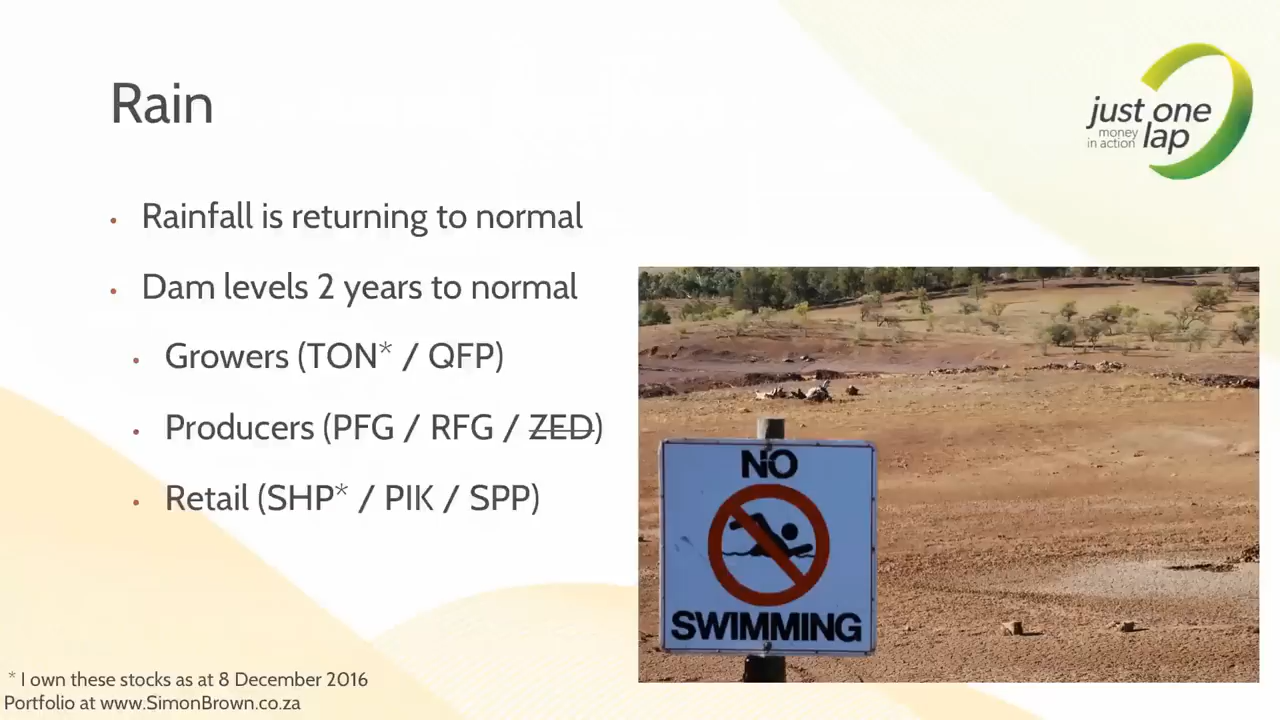 Rain
just one
money
in action lap
• Rainfall is returning to normal
• Dam levels 2 years to normal
• Growers (TON* / QFP)
• Producers (PFG / RFG / ZED)
• Retail (SHP* / PIK / SPP)
NO
SWIMMING
* I own these stocks as at 8 December 2016
Portfolio at www.SimonBrown.co.za